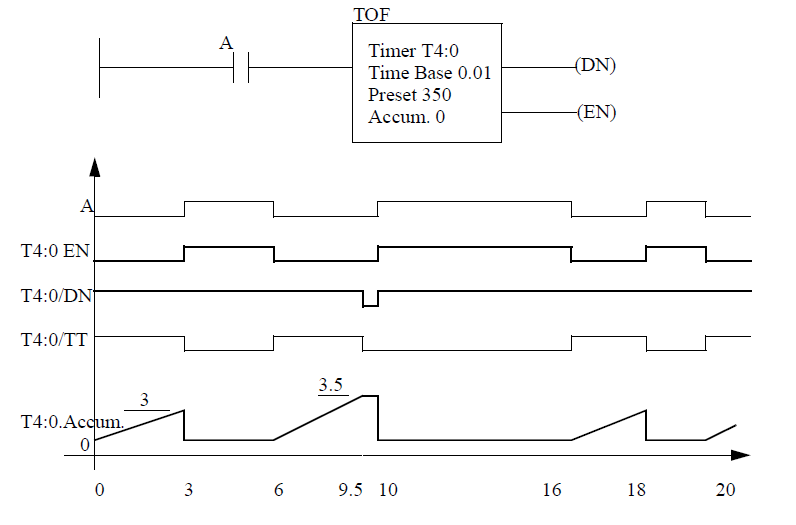 TOF
A
Timer T4:0
Time Base 0.01
Preset 350
Accum. 0
(DN)
(EN)
A
T4:0 EN
T4:0/DN
T4:0/TT
3.5
3
T4:0.Accum.
0
0 3 6 9.5 10 16 18 20